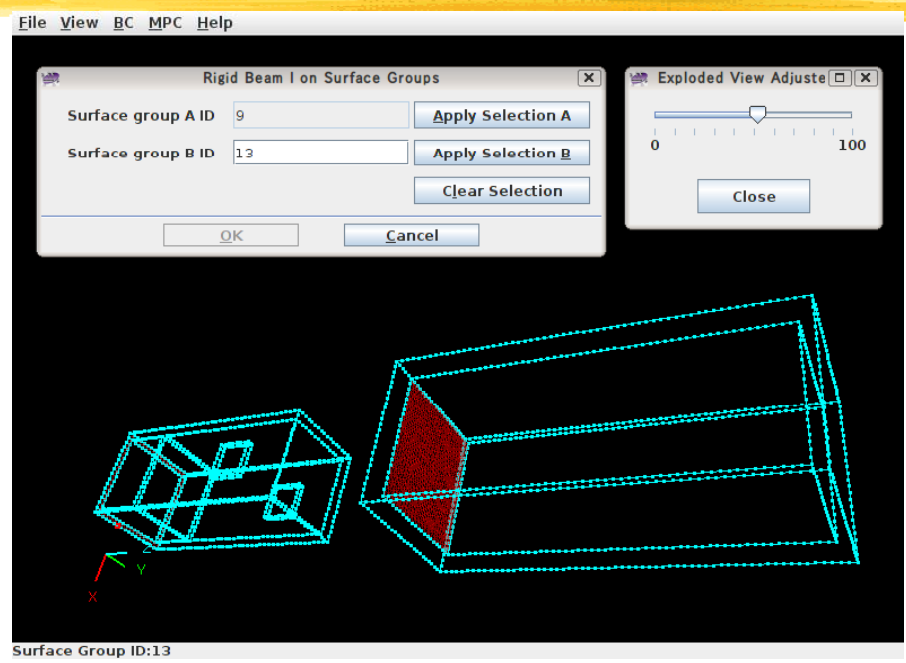 File View BC MPC Help
Rigid Beam I on Surface Groups
Surface group A ID 9 Apply Selection A
Surface group B ID 13 Apply Selection B
Clear Selection
OK Cancel
Exploded View Adjuste
0 100
Close
Z
Y
X
Surface Group ID:13